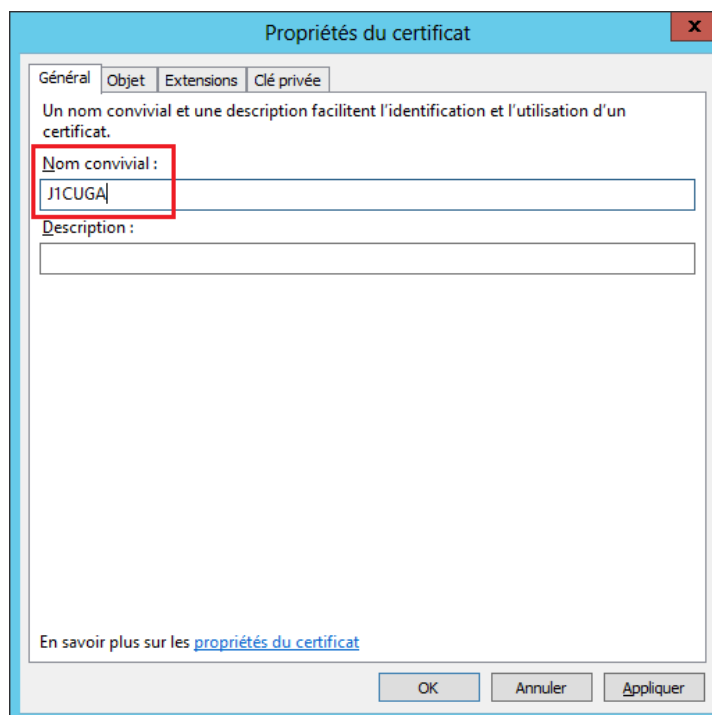 Propriétés du certificat
x
Général Objet Extensions Clé privée
Un nom convivial et une description facilitent l'identification et l'utilisation d'un
certificat.
Nom convivial :
J1CUGA
Description :
En savoir plus sur les propriétés du certificat
OK Annuler Appliquer